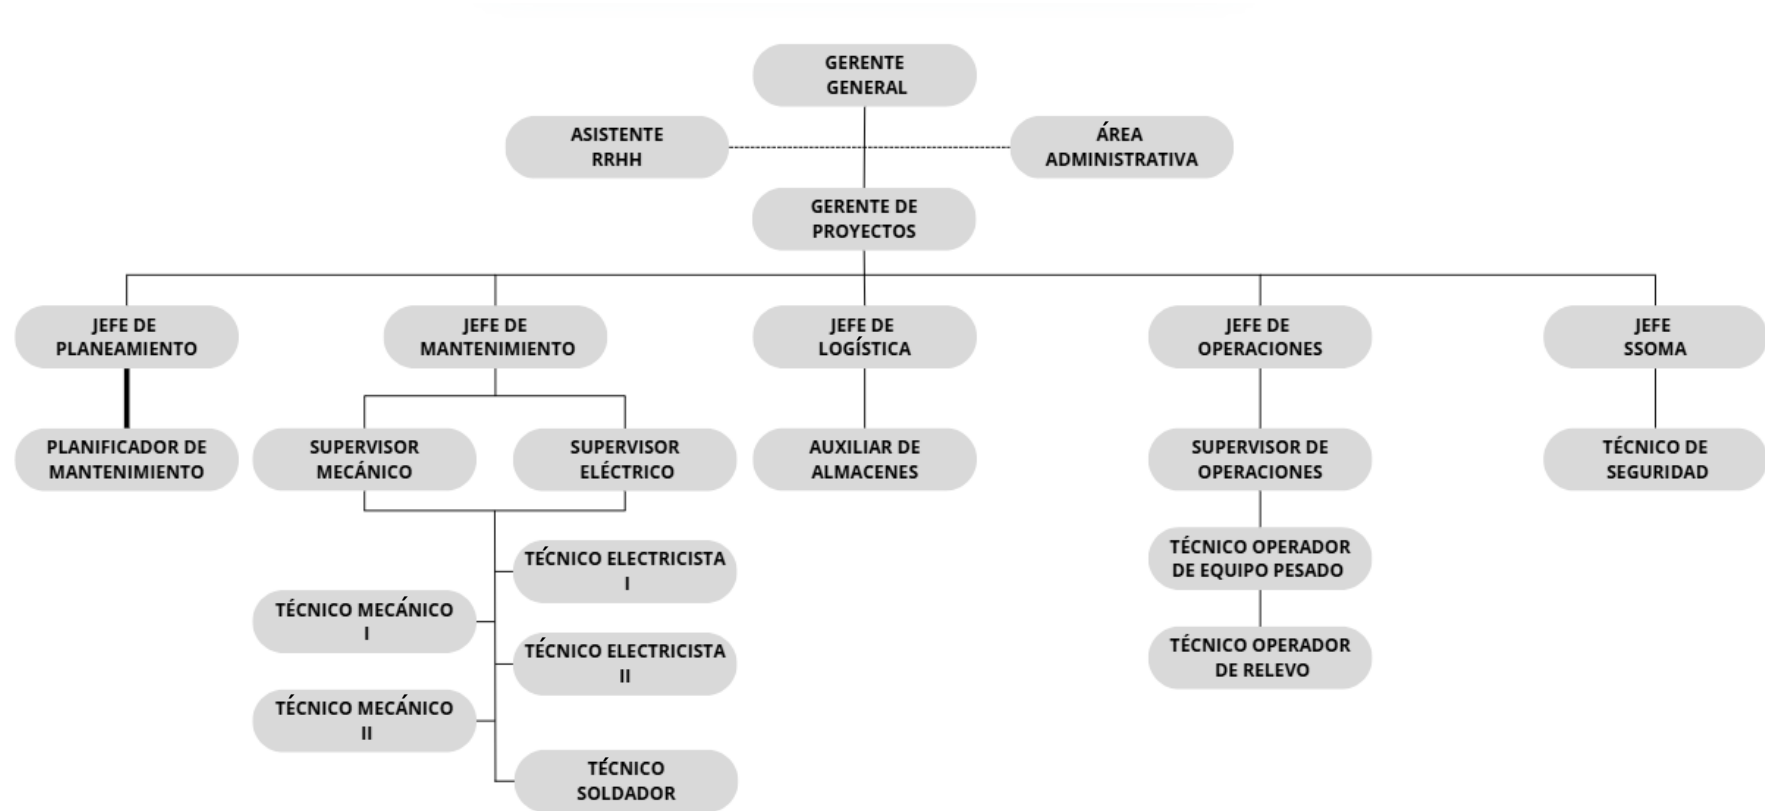 GERENTE
GENERAL
ASISTENTE
RRHH
ÁREA
ADMINISTRATIVA
GERENTE DE
PROYECTOS
JEFE DE
PLANEAMIENTO
JEFE DE
MANTENIMIENTO
JEFE DE
LOGÍSTICA
JEFE DE
OPERACIONES
JEFE
SSOMA
PLANIFICADOR DE
MANTENIMIENTO
SUPERVISOR
MECÁNICO
SUPERVISOR
ELÉCTRICO
AUXILIAR DE
ALMACENES
SUPERVISOR DE
OPERACIONES
TÉCNICO DE
SEGURIDAD
TÉCNICO ELECTRICISTA
I
TÉCNICO OPERADOR
DE EQUIPO PESADO
TÉCNICO MECÁNICO
I
TÉCNICO ELECTRICISTA
II
TÉCNICO OPERADOR
DE RELEVO
TÉCNICO MECÁNICO
II
TÉCNICO
SOLDADOR